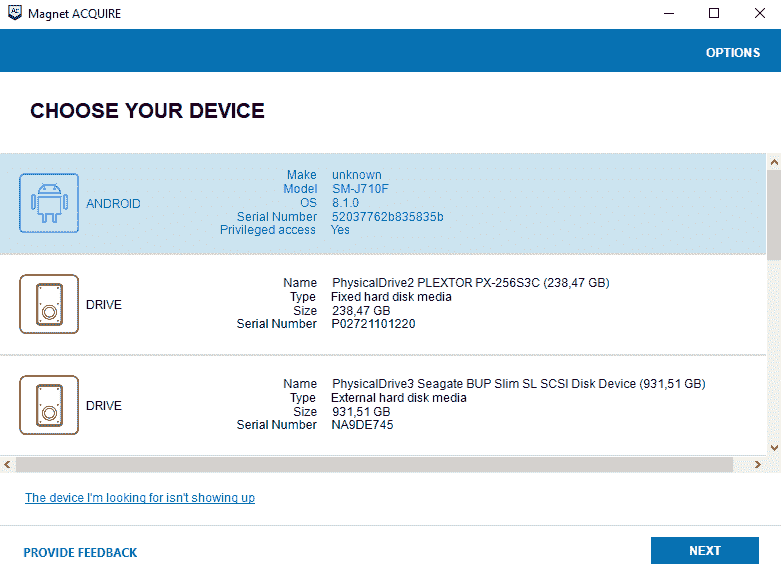 Magnet ACQUIRE
OPTIONS
CHOOSE YOUR DEVICE
ANDROID
Make unknown
Model SM-J710F
OS 8.1.0
Serial Number 52037762b835835b
Privileged access Yes
DRIVE
Name PhysicalDrive2 PLEXTOR PX-256S3C (238,47 GB)
Type Fixed hard disk media
Size 238,47 GB
Serial Number P02721101220
DRIVE
Name PhysicalDrive3 Seagate BUP Slim SL SCSI Disk Device (931,51 GB)
Type External hard disk media
Size 931,51 GB
Serial Number NA9DE745
The device I'm looking for isn't showing up
PROVIDE FEEDBACK
NEXT